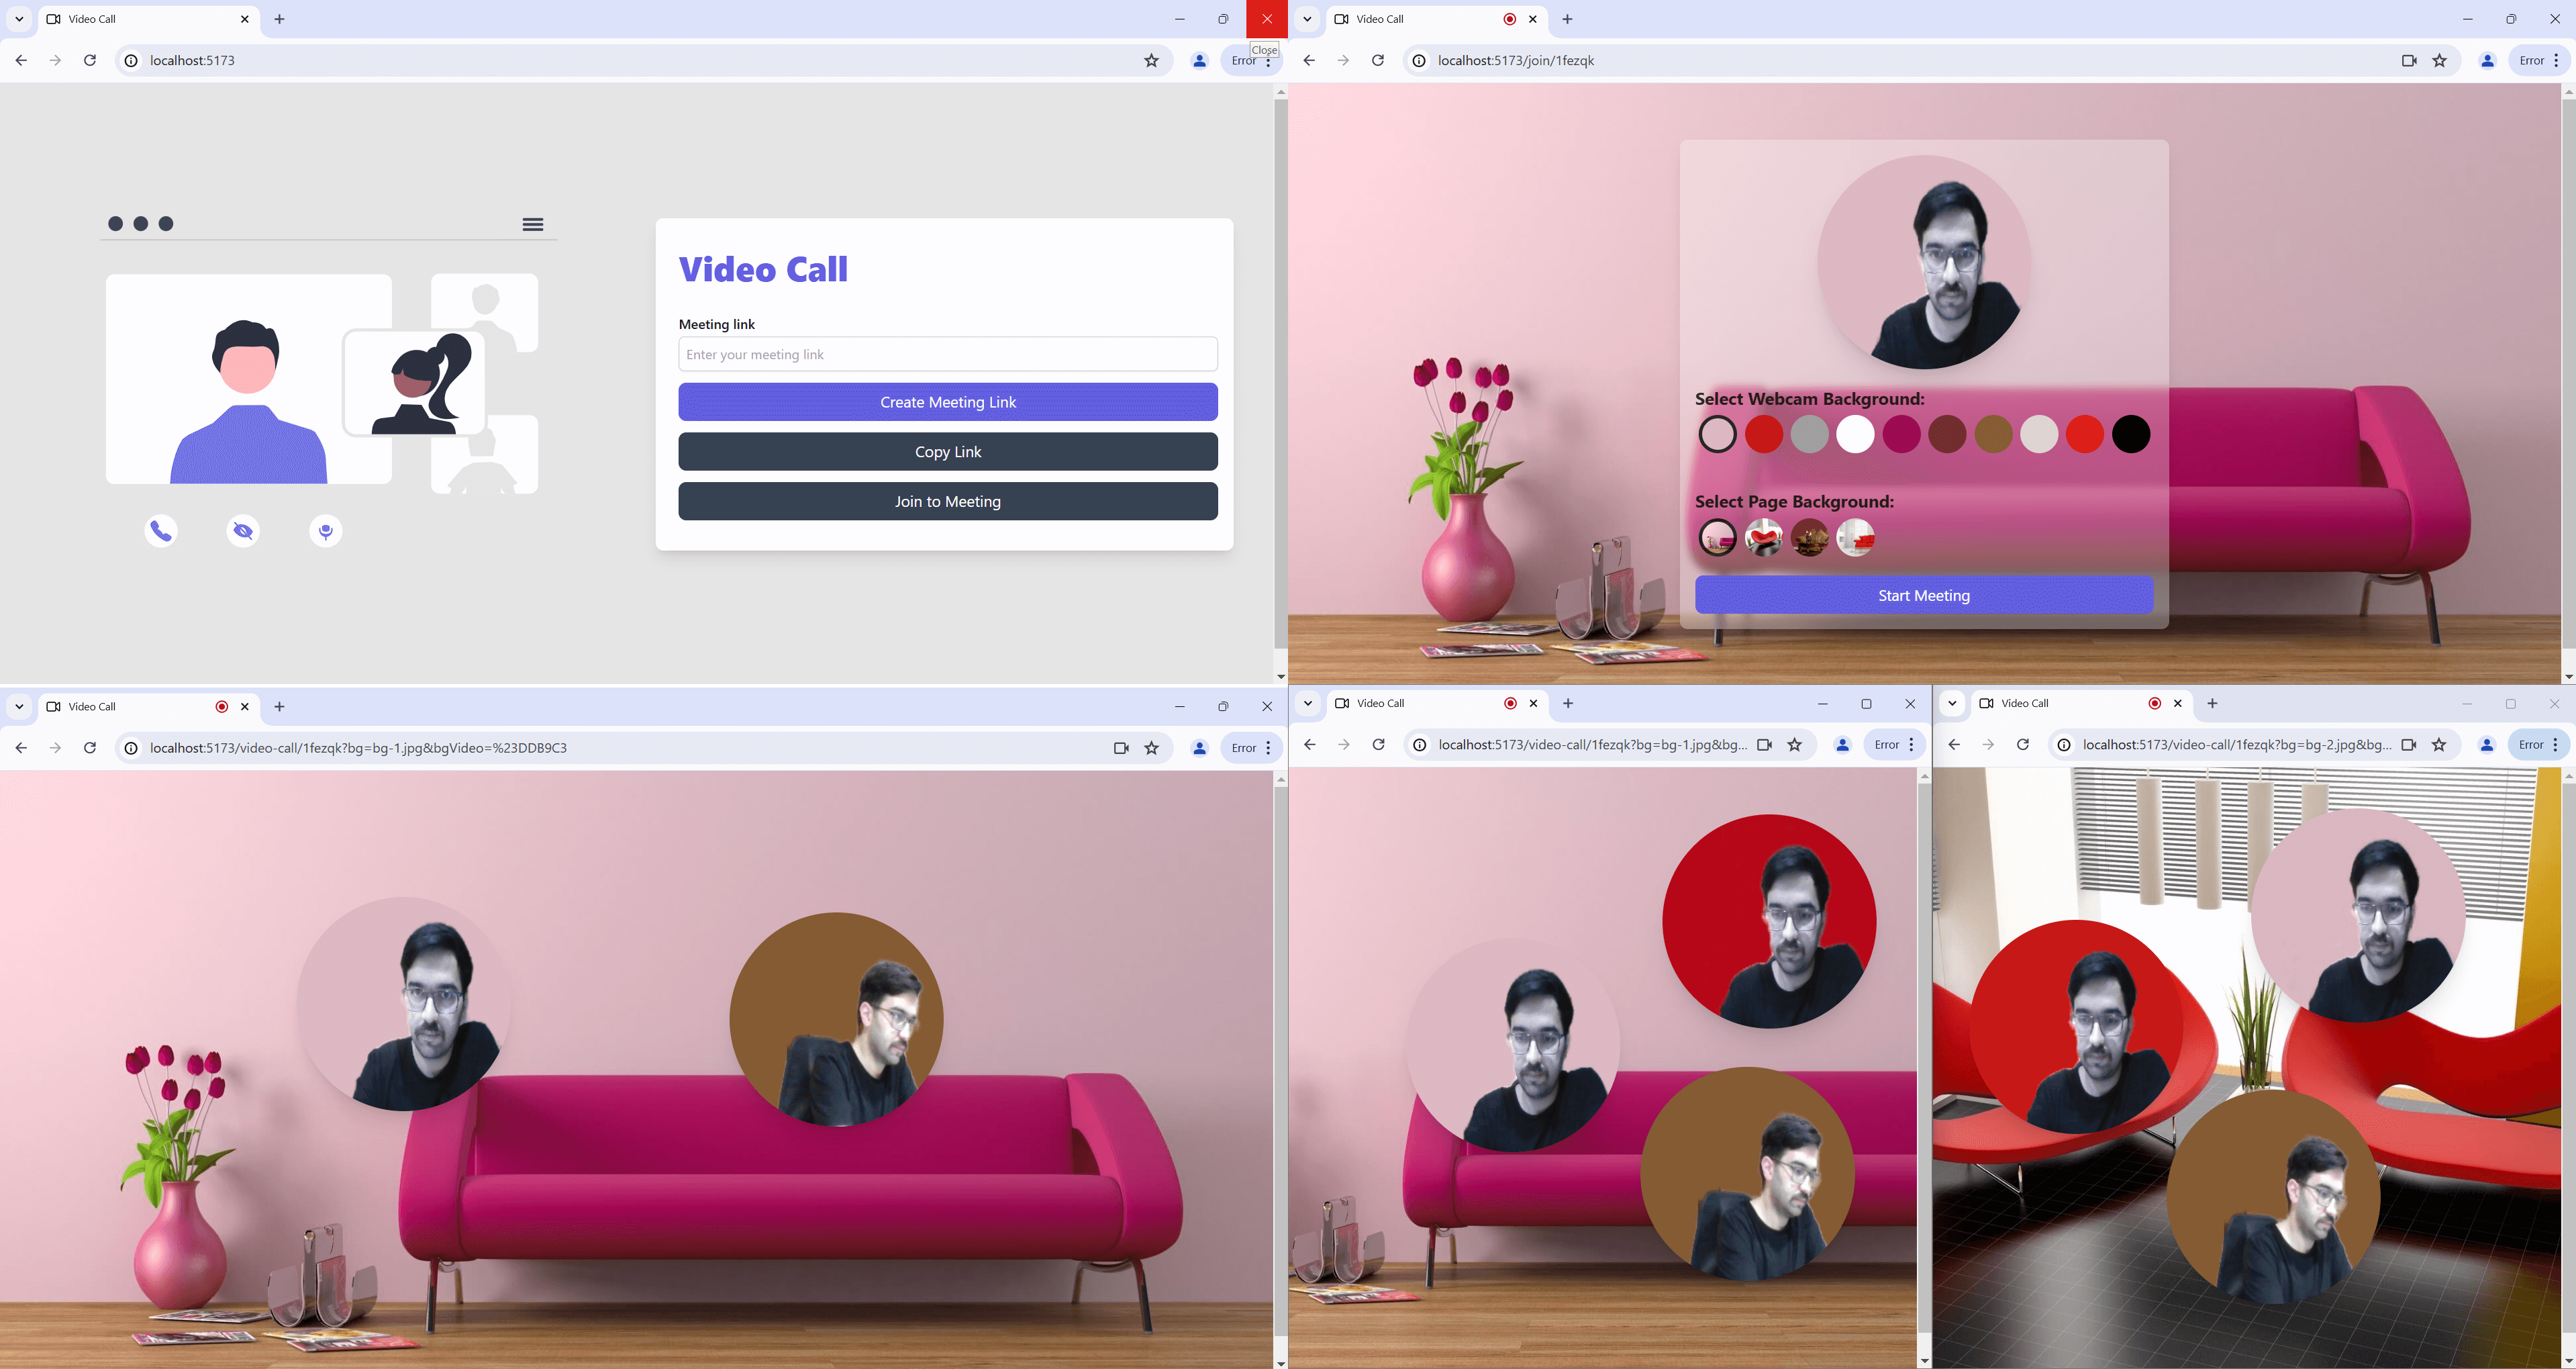 Video Call
localhost:5173
Error
Close
Video Call
Meeting link
Enter your meeting link
Create Meeting Link
Copy Link
Join to Meeting
Video Call
localhost:5173/join/1fezqk
Error
Select Webcam Background:
Select Page Background:
Start Meeting
Video Call
localhost:5173/video-call/1fezqk?bg=bg-1.jpg&bgVideo=%23DDB9C3
Error
Video Call
localhost:5173/video-call/1fezqk?bg=bg-1.jpg&bg...
Error
Video Call
localhost:5173/video-call/1fezqk?bg=bg-2.jpg&bg...
Error